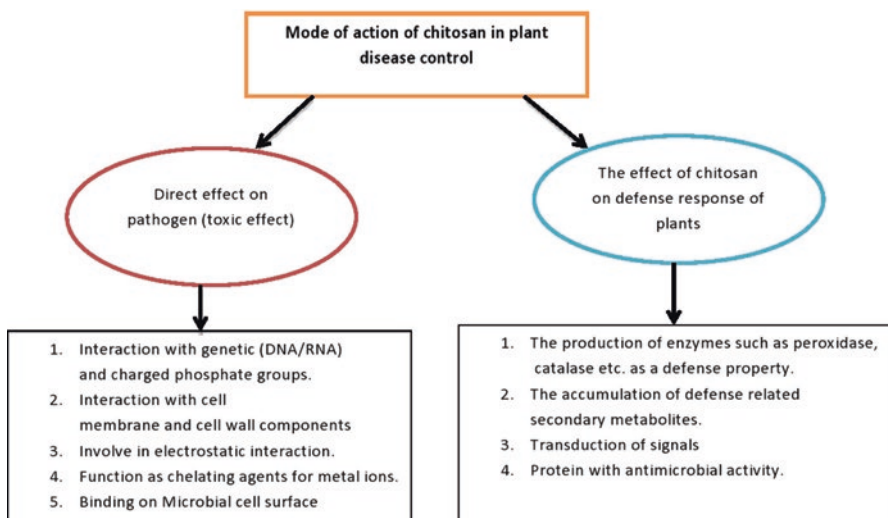 Mode of action of chitosan in plant
disease control
Direct effect on
pathogen (toxic effect)
The effect of chitosan
on defense response of
plants
1. Interaction with genetic (DNA/RNA)
and charged phosphate groups.
2. Interaction with cell
membrane and cell wall components
3. Involve in electrostatic interaction.
4. Function as chelating agents for metal ions.
5. Binding on Microbial cell surface
1. The production of enzymes such as peroxidase,
catalase etc. as a defense property.
2. The accumulation of defense related
secondary metabolites.
3. Transduction of signals
4. Protein with antimicrobial activity.